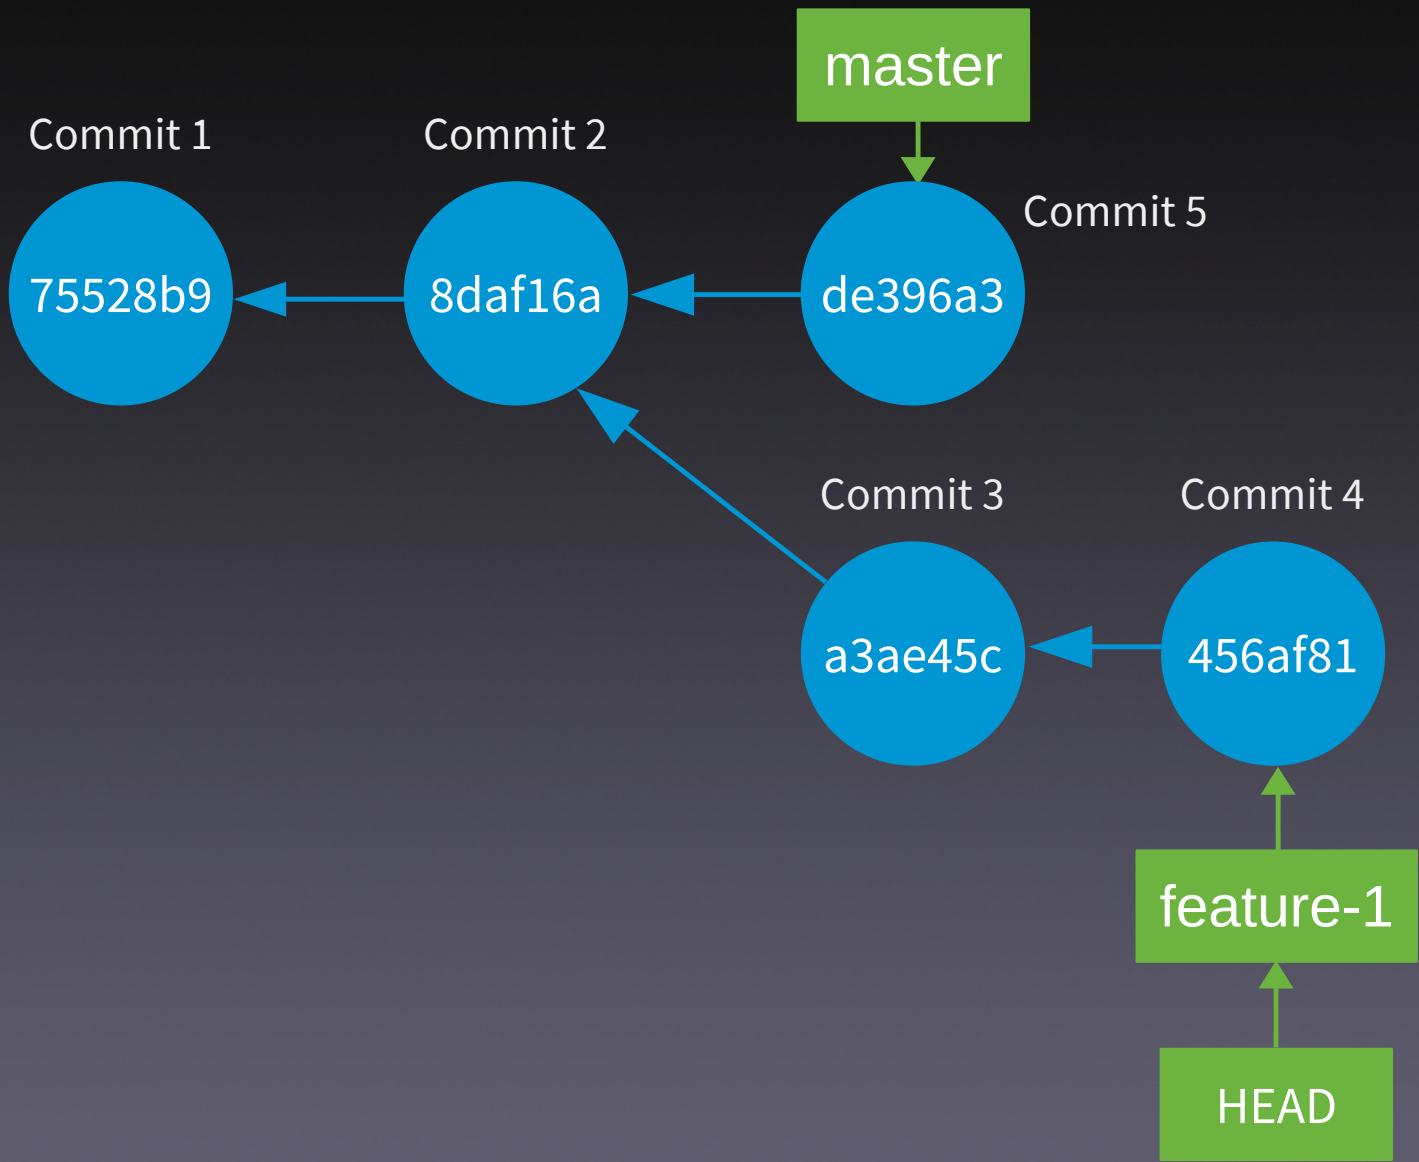 master
Commit 1
Commit 2
Commit 5
75528b9
8daf16a
de396a3
Commit 3
Commit 4
a3ae45c
456af81
feature-1
HEAD